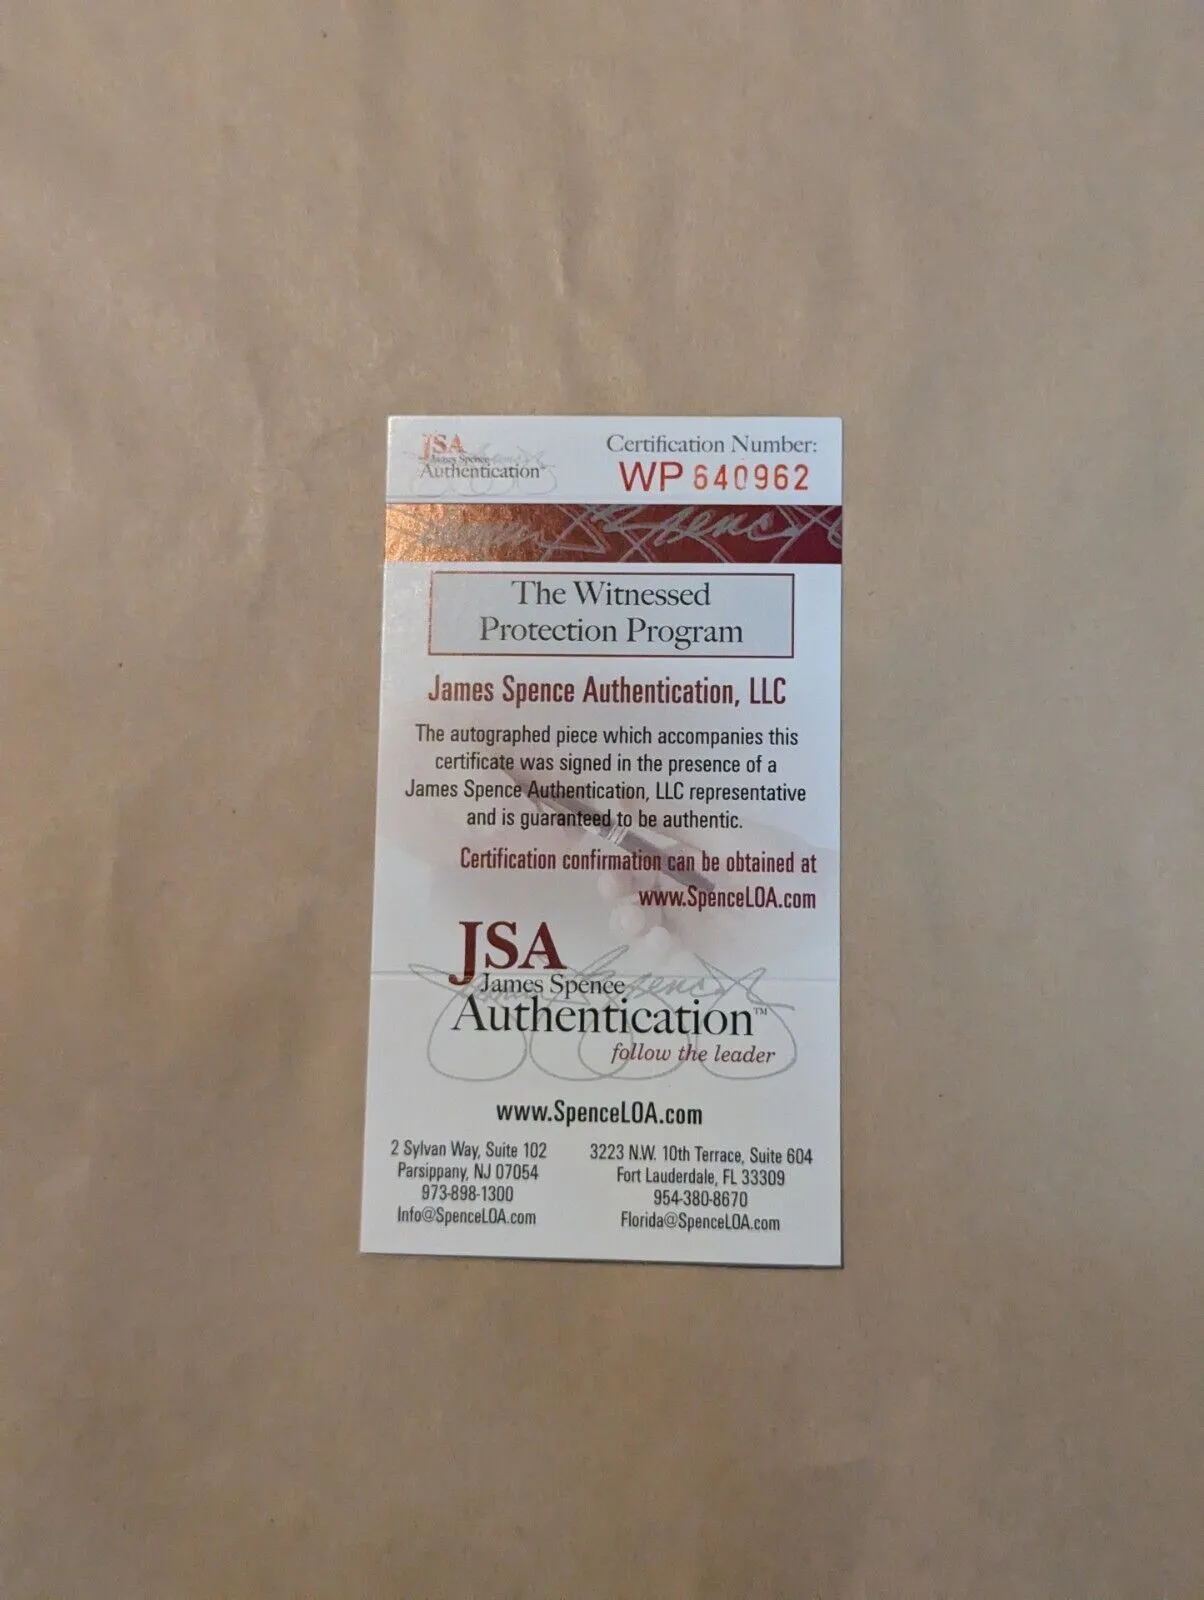 JSA
James Spence
Authentication
Certification Number:
WP 640962
James Spence
The Witnessed
Protection Program
James Spence Authentication, LLC
The autographed piece which accompanies this
certificate was signed in the presence of a
James Spence Authentication, LLC representative
and is guaranteed to be authentic.
Certification confirmation can be obtained at
www.SpenceLOA.com
JSA
James Spence
Authentication™
follow the leader
www.SpenceLOA.com
2 Sylvan Way, Suite 102
Parsippany, NJ 07054
973-898-1300
Info@SpenceLOA.com
3223 N.W. 10th Terrace, Suite 604
Fort Lauderdale, FL 33309
954-380-8670
Florida@SpenceLOA.com